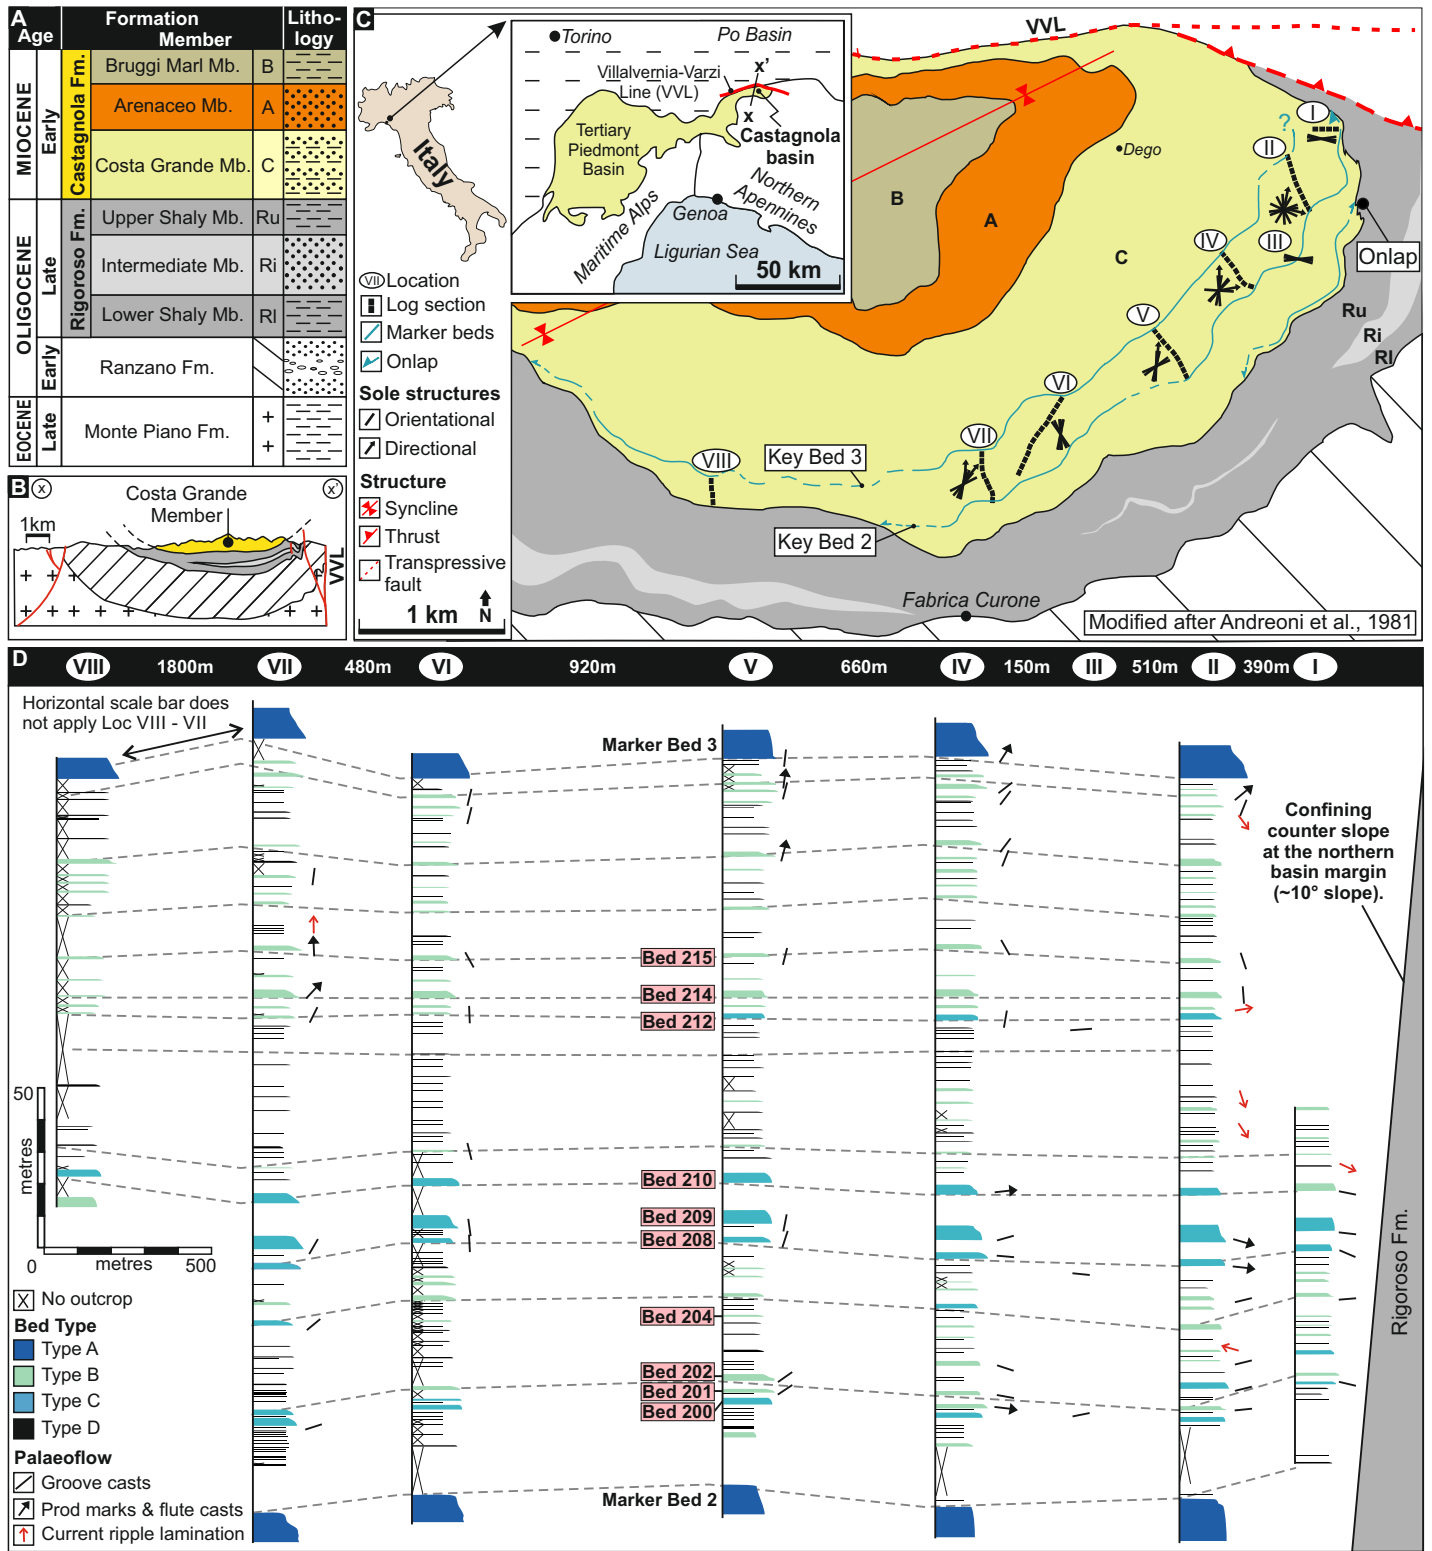 A
Age
Formation
Member
Litho-
logy
MIOCENE
Early
Castagnola Fm.
Bruggi Marl Mb.
B
Arenaceo Mb.
A
Costa Grande Mb.
C
OLIGOCENE
Late
Rigoroso Fm.
Upper Shaly Mb.
Ru
Intermediate Mb.
Ri
Lower Shaly Mb.
Rl
Early
Ranzano Fm.
EOCENE
Late
Monte Piano Fm.
+
+
B
x
x'
Costa Grande
Member
1km
VVL
C
Italy
Torino
Po Basin
Villalvernia-Varzi
Line (VVL)
x'
x
Castagnola
basin
Tertiary
Piedmont
Basin
Maritime Alps
Genoa
Northern
Apennines
Ligurian Sea
50 km
VII Location
Log section
Marker beds
Onlap
Sole structures
Orientational
Directional
Structure
Syncline
Thrust
Transpressive
fault
1 km
N
VVL
Dego
B
A
C
?
I
II
III
IV
V
VI
VII
VIII
Onlap
Ru
Ri
Rl
Key Bed 3
Key Bed 2
Fabrica Curone
Modified after Andreoni et al., 1981
D
VIII 1800m VII 480m VI 920m V 660m IV 150m III 510m II 390m I
Horizontal scale bar does
not apply Loc VIII - VII
Marker Bed 3
Confining
counter slope
at the northern
basin margin
(~10° slope).
Bed 215
Bed 214
Bed 212
Bed 210
Bed 209
Bed 208
Bed 204
Bed 202
Bed 201
Bed 200
Marker Bed 2
Rigoroso Fm.
50
metres
0
metres
500
No outcrop
Bed Type
Type A
Type B
Type C
Type D
Palaeoflow
Groove casts
Prod marks & flute casts
Current ripple lamination